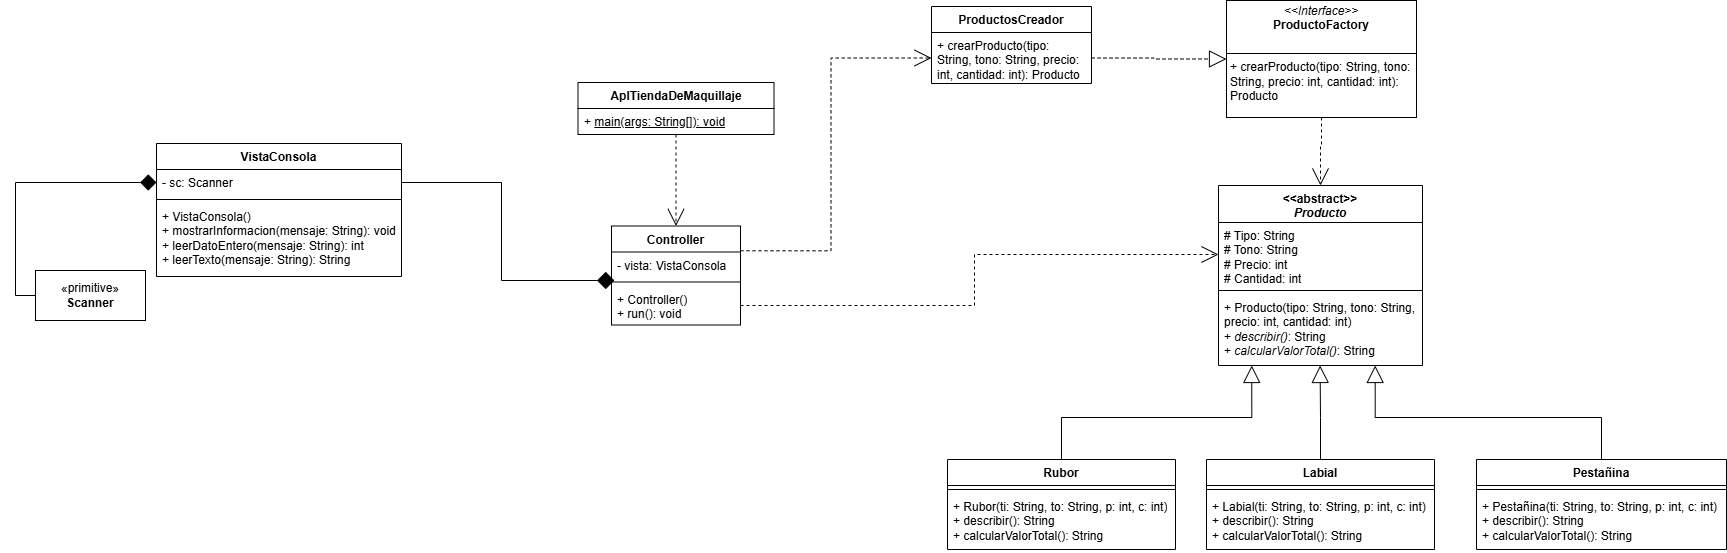 ProductosCreador
+ crearProducto(tipo:
String, tono: String, precio:
int, cantidad: int): Producto
<<Interface>>
ProductoFactory
+ crearProducto(tipo: String, tono:
String, precio: int, cantidad: int):
Producto
AplTiendaDeMaquillaje
+ main(args: String[]): void
VistaConsola
- sc: Scanner
+ VistaConsola()
+ mostrarInformacion(mensaje: String): void
+ leerDatoEntero(mensaje: String): int
+ leerTexto(mensaje: String): String
«primitive»
Scanner
Controller
- vista: VistaConsola
+ Controller()
+ run(): void
<<abstract>>
Producto
# Tipo: String
# Tono: String
# Precio: int
# Cantidad: int
+ Producto(tipo: String, tono: String,
precio: int, cantidad: int)
+ describir(): String
+ calcularValorTotal(): String
Rubor
+ Rubor(ti: String, to: String, p: int, c: int)
+ describir(): String
+ calcularValorTotal(): String
Labial
+ Labial(ti: String, to: String, p: int, c: int)
+ describir(): String
+ calcularValorTotal(): String
Pestañina
+ Pestañina(ti: String, to: String, p: int, c: int)
+ describir(): String
+ calcularValorTotal(): String